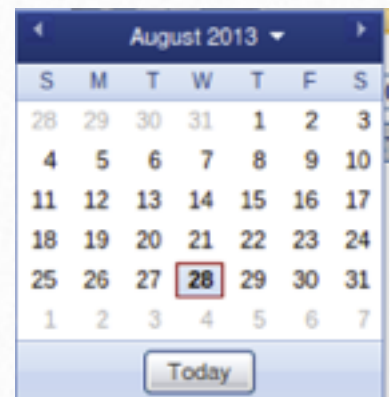 August 2013
S M T W T F S
28 29 30 31 1 2 3
4 5 6 7 8 9 10
11 12 13 14 15 16 17
18 19 20 21 22 23 24
25 26 27 28 29 30 31
1 2 3 4 5 6 7
Today